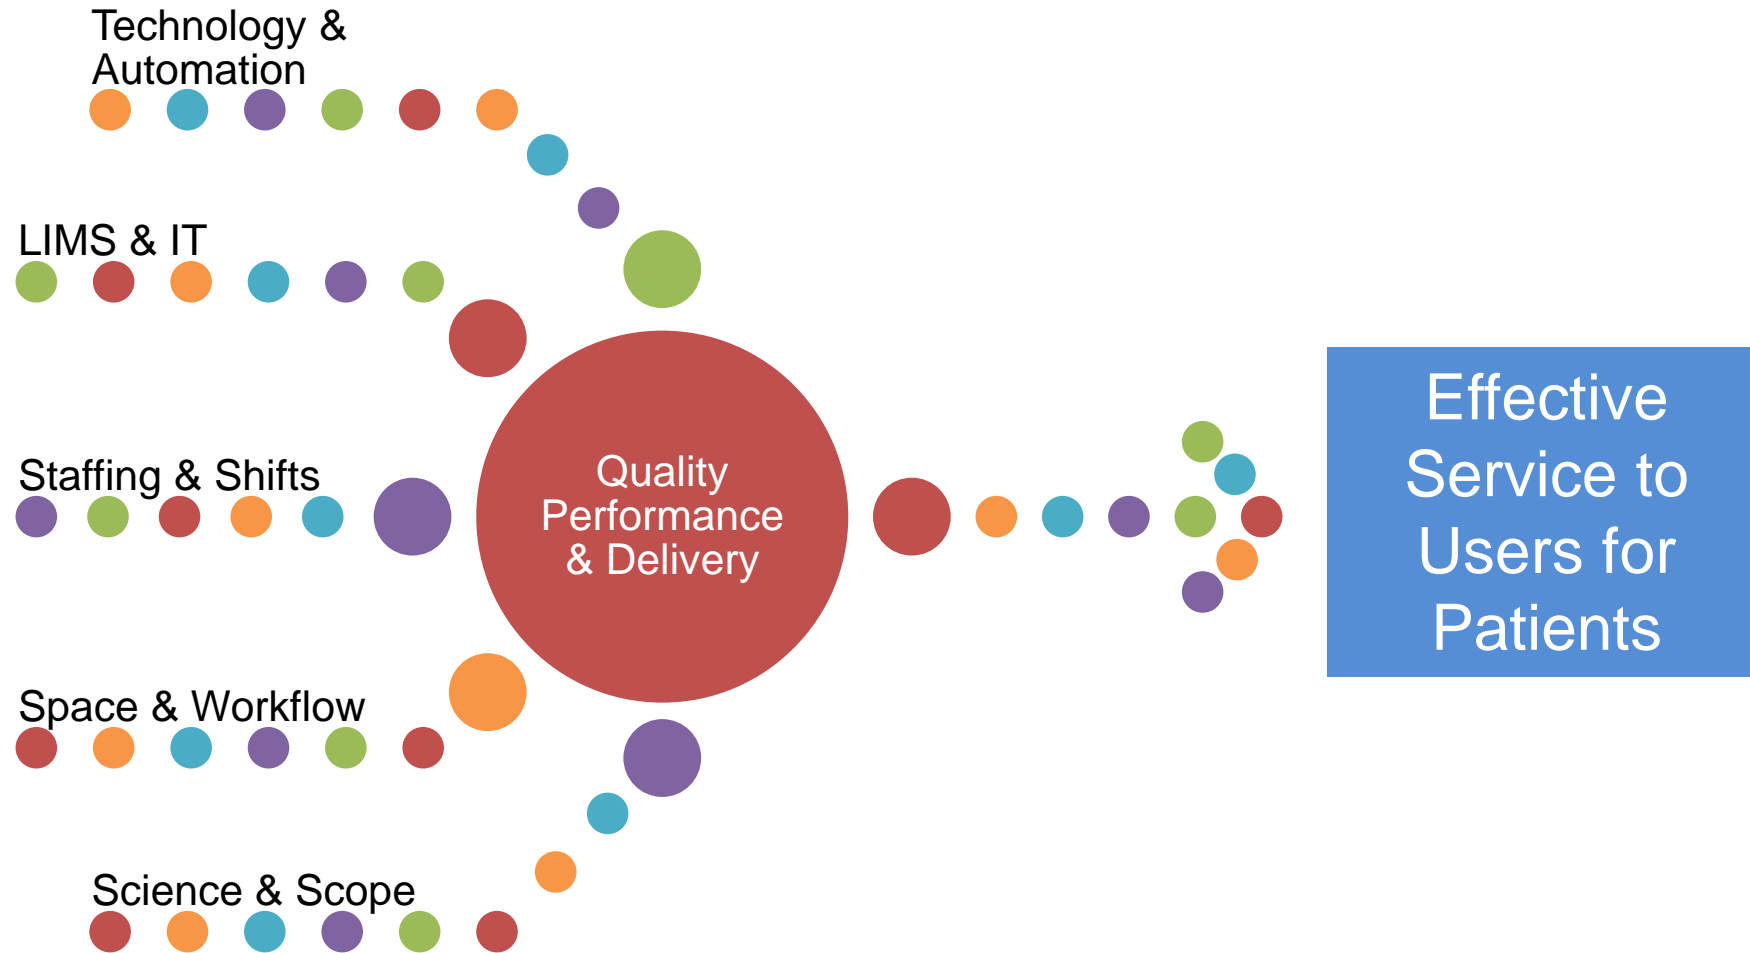 Technology &
Automation
LIMS & IT
Staffing & Shifts
Space & Workflow
Science & Scope
Quality
Performance
& Delivery
Effective
Service to
Users for
Patients